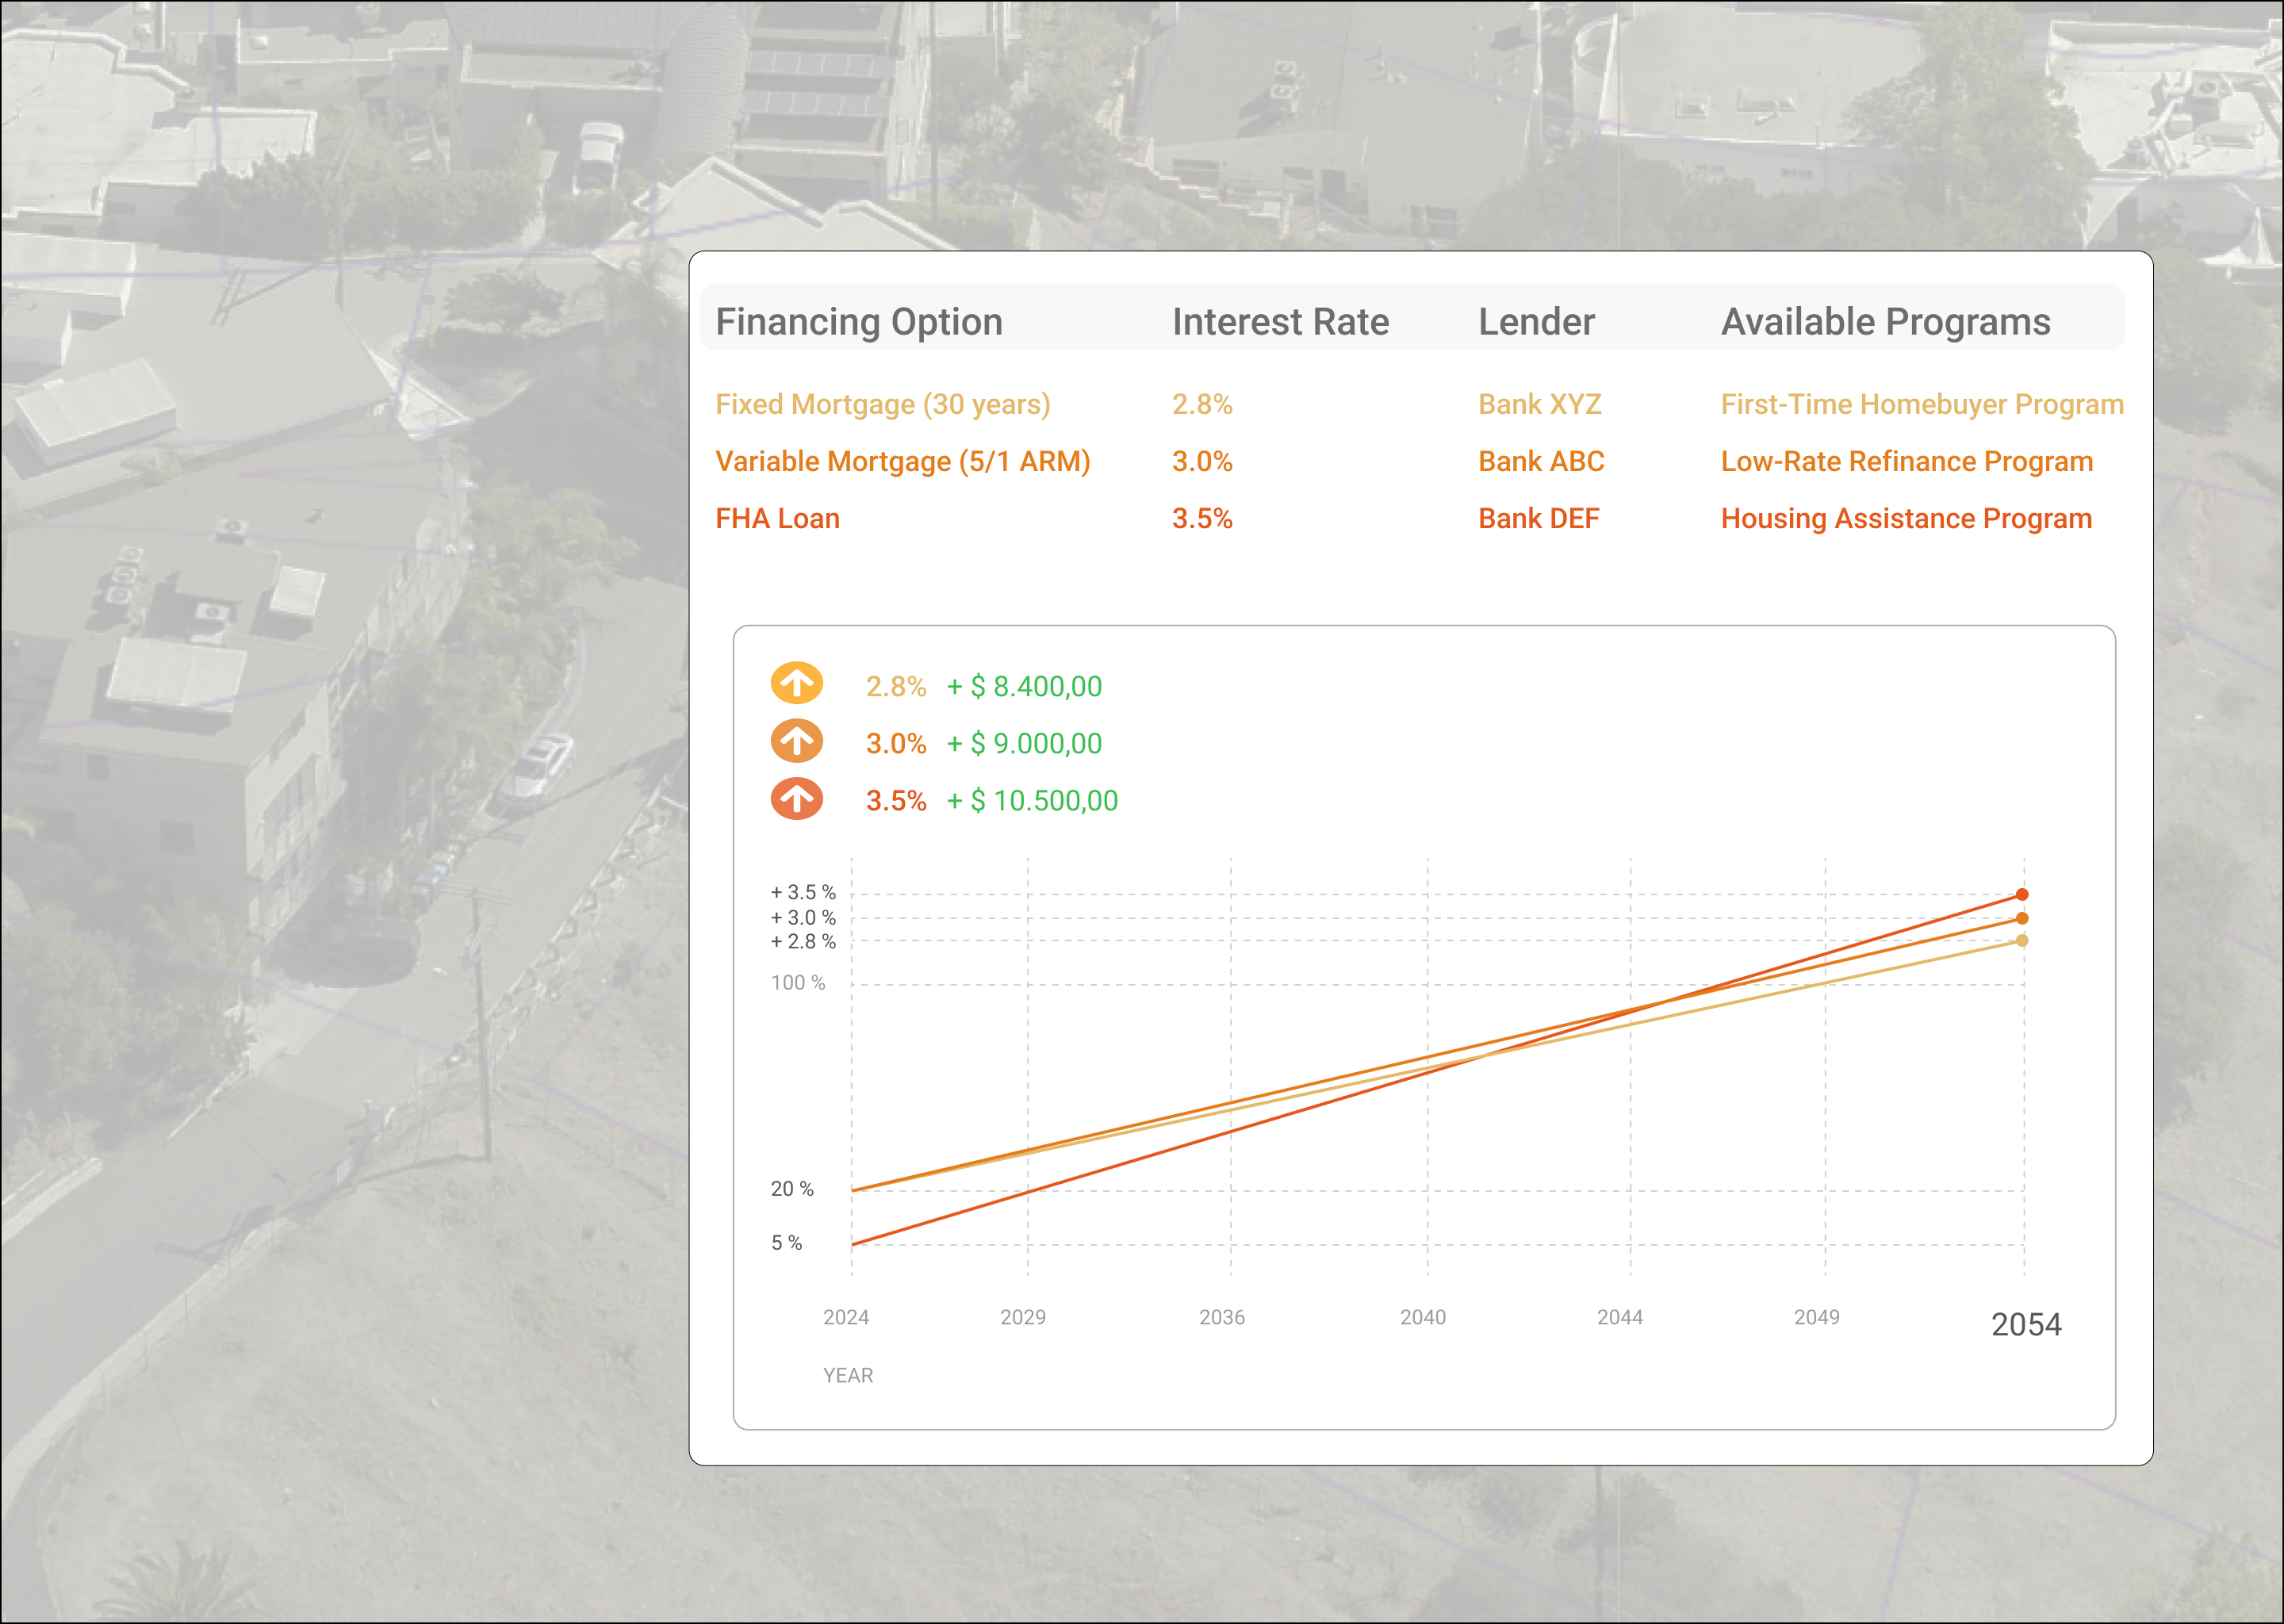 Financing Option Interest Rate Lender Available Programs
Fixed Mortgage (30 years) 2.8% Bank XYZ First-Time Homebuyer Program
Variable Mortgage (5/1 ARM) 3.0% Bank ABC Low-Rate Refinance Program
FHA Loan 3.5% Bank DEF Housing Assistance Program
2.8% + $ 8.400,00
3.0% + $ 9.000,00
3.5% + $ 10.500,00
+ 3.5 %
+ 3.0 %
+ 2.8 %
100 %
20 %
5 %
2024 2029 2036 2040 2044 2049 2054
YEAR